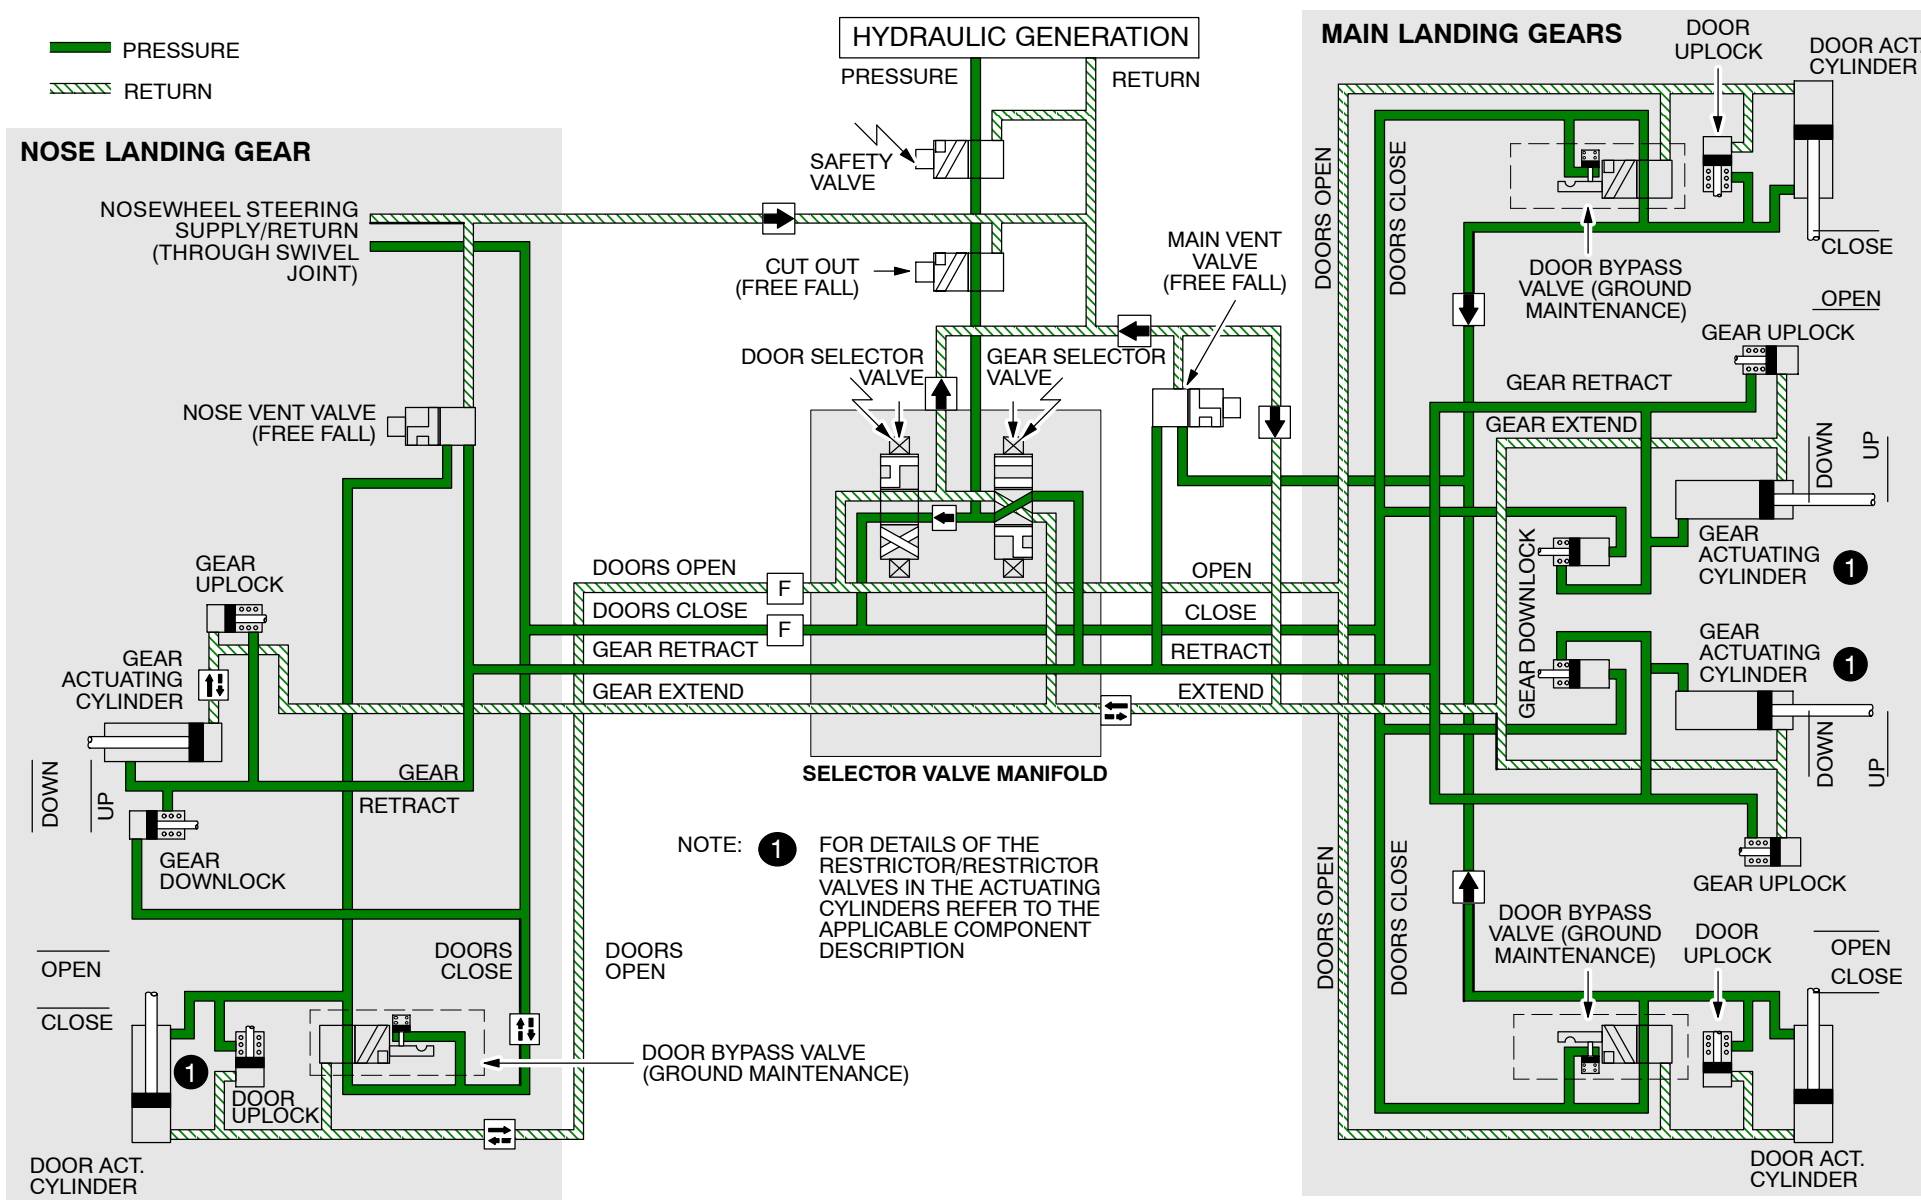 PRESSURE
RETURN
HYDRAULIC GENERATION
PRESSURE
RETURN
SAFETY
VALVE
CUT OUT
(FREE FALL)
MAIN VENT
VALVE
(FREE FALL)
DOOR SELECTOR
VALVE
GEAR SELECTOR
VALVE
NOSE LANDING GEAR
NOSEWHEEL STEERING
SUPPLY/RETURN
(THROUGH SWIVEL
JOINT)
NOSE VENT VALVE
(FREE FALL)
GEAR
UPLOCK
GEAR
ACTUATING
CYLINDER
DOWN
UP
GEAR
RETRACT
GEAR
DOWNLOCK
OPEN
CLOSE
1
DOOR
UPLOCK
DOOR ACT.
CYLINDER
DOORS
CLOSE
DOORS
OPEN
DOOR BYPASS VALVE
(GROUND MAINTENANCE)
DOORS OPEN
F
DOORS CLOSE
F
GEAR RETRACT
GEAR EXTEND
OPEN
CLOSE
RETRACT
EXTEND
SELECTOR VALVE MANIFOLD
NOTE: 1 FOR DETAILS OF THE
RESTRICTOR/RESTRICTOR
VALVES IN THE ACTUATING
CYLINDERS REFER TO THE
APPLICABLE COMPONENT
DESCRIPTION
MAIN LANDING GEARS
DOOR
UPLOCK
DOOR ACT.
CYLINDER
DOORS OPEN
DOORS CLOSE
CLOSE
OPEN
DOOR BYPASS
VALVE (GROUND
MAINTENANCE)
GEAR UPLOCK
GEAR RETRACT
GEAR EXTEND
DOWN
UP
GEAR
ACTUATING
CYLINDER
1
GEAR DOWNLOCK
GEAR
ACTUATING
CYLINDER
1
DOWN
UP
GEAR UPLOCK
DOORS OPEN
DOORS CLOSE
DOOR BYPASS
VALVE (GROUND
MAINTENANCE)
DOOR
UPLOCK
OPEN
CLOSE
DOOR ACT.
CYLINDER